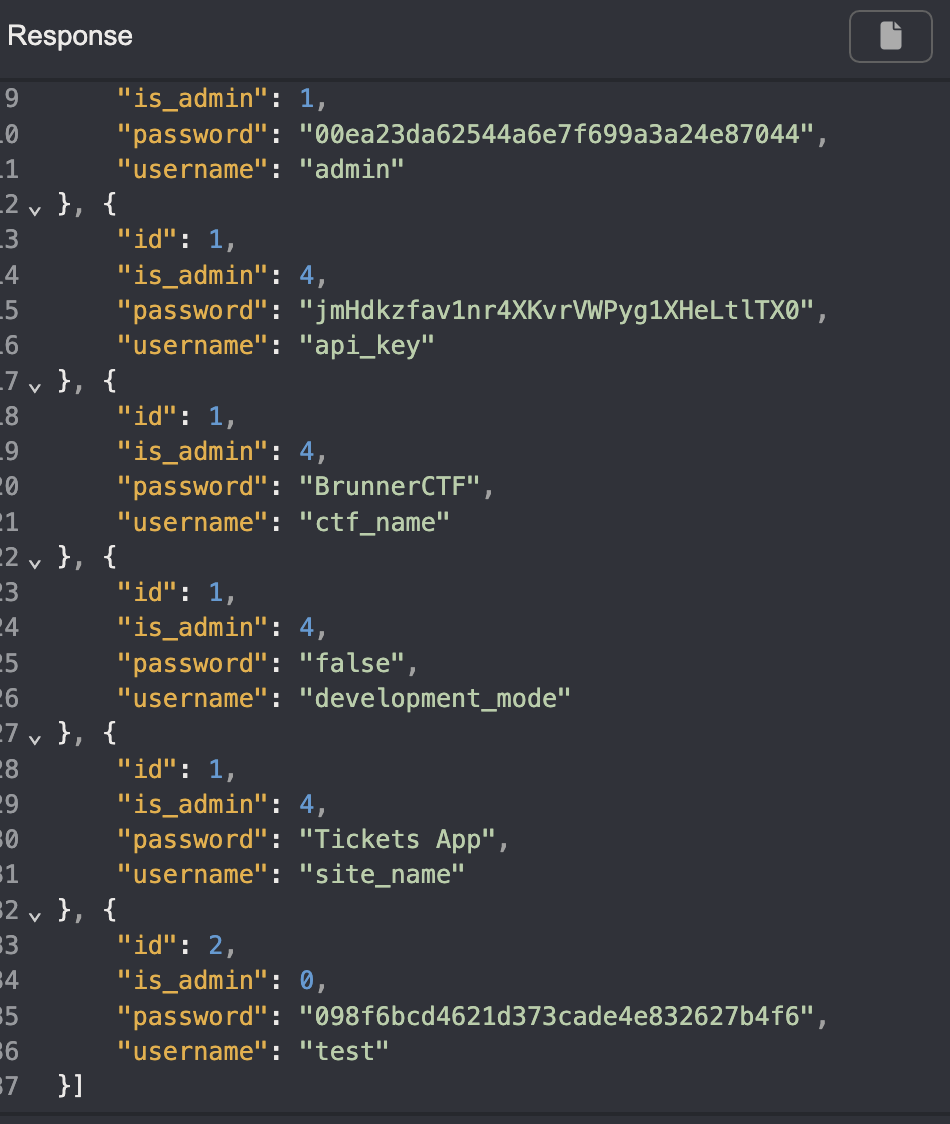 Response
9 "is_admin": 1,
10 "password": "00ea23da62544a6e7f699a3a24e87044",
11 "username": "admin"
12 }, {
13 "id": 1,
14 "is_admin": 4,
15 "password": "jmHdkzfav1nr4XKvrVWPyg1XHeLtlTX0",
16 "username": "api_key"
17 }, {
18 "id": 1,
19 "is_admin": 4,
20 "password": "BrunnerCTF",
21 "username": "ctf_name"
22 }, {
23 "id": 1,
24 "is_admin": 4,
25 "password": "false",
26 "username": "development_mode"
27 }, {
28 "id": 1,
29 "is_admin": 4,
30 "password": "Tickets App",
31 "username": "site_name"
32 }, {
33 "id": 2,
34 "is_admin": 0,
35 "password": "098f6bcd4621d373cade4e832627b4f6",
36 "username": "test"
37 }]